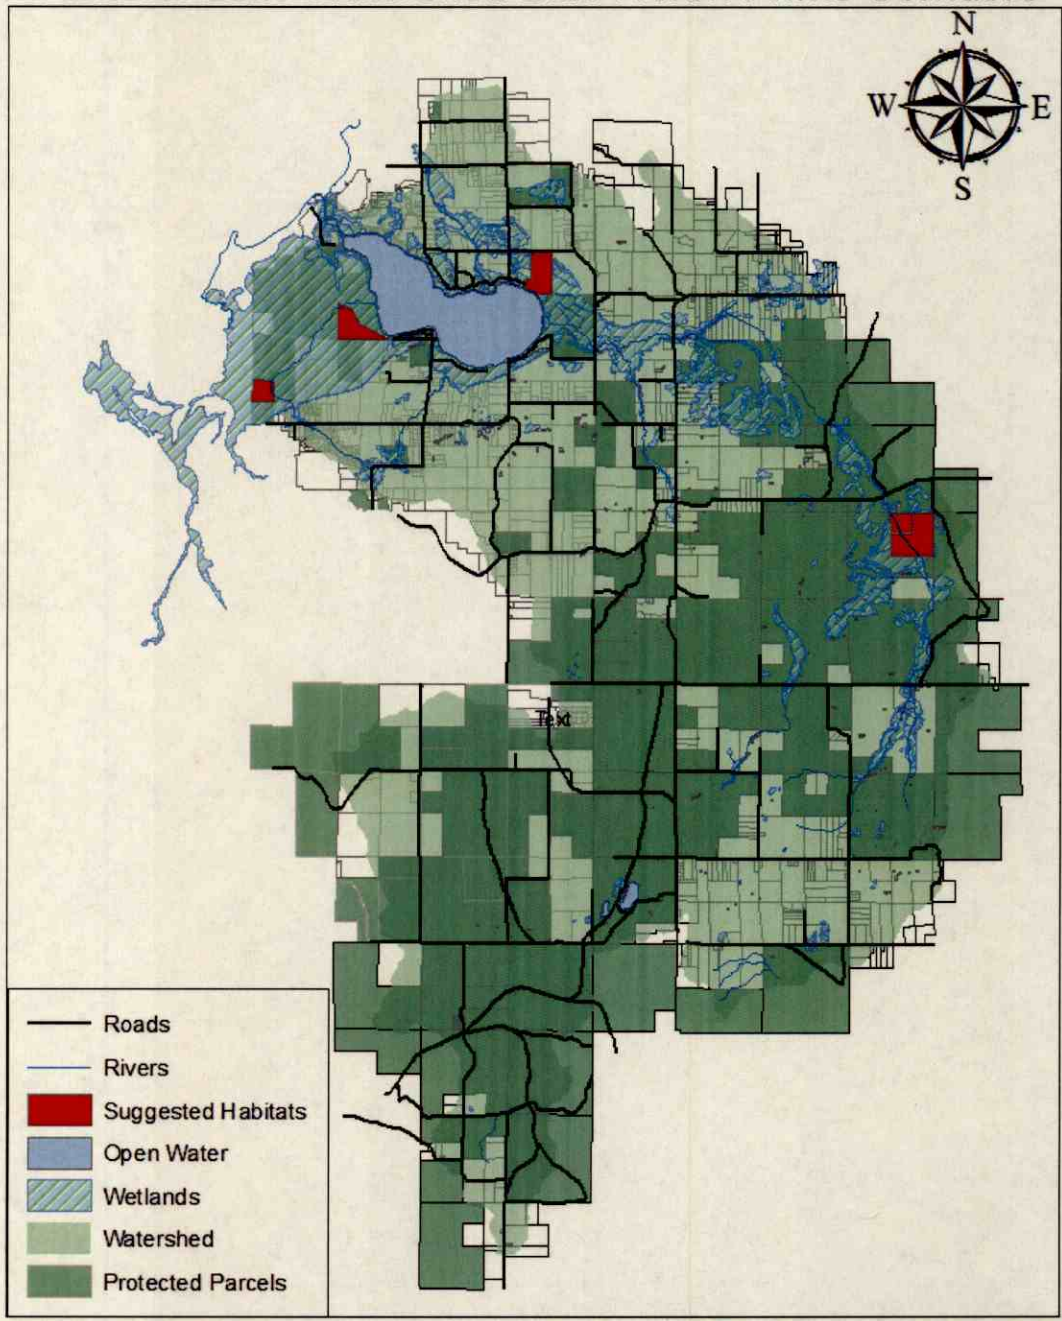 N
W E
S
Text
Roads
Rivers
Suggested Habitats
Open Water
Wetlands
Watershed
Protected Parcels